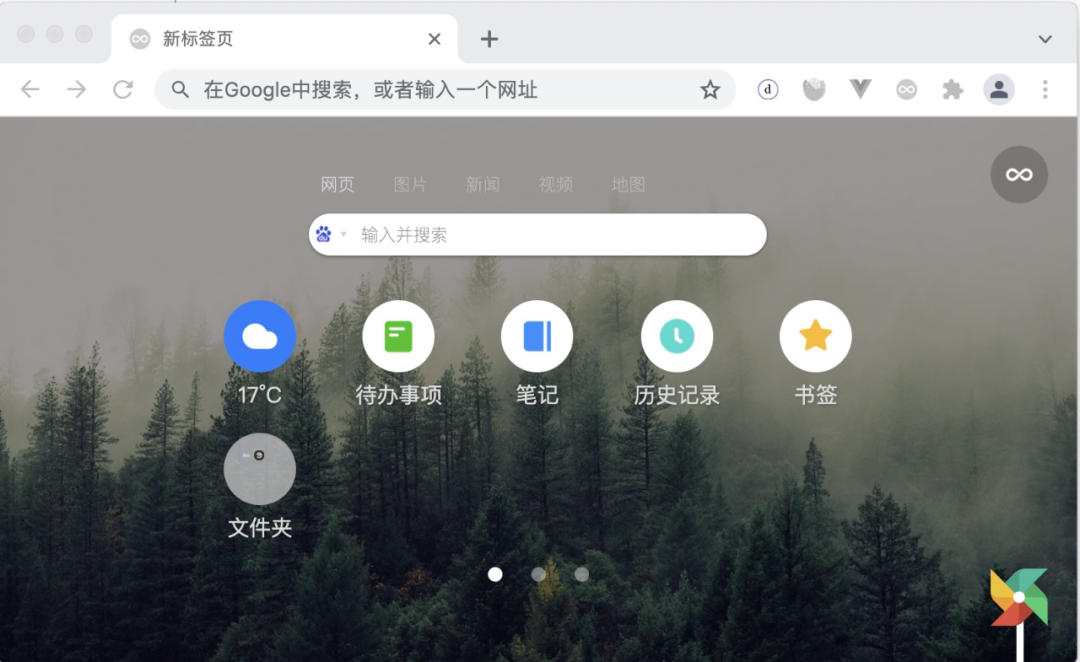 新标签页
在Google中搜索，或者输入一个网址
d
网页 图片 新闻 视频 地图
输入并搜索
17°C 待办事项 笔记 历史记录 书签
文件夹